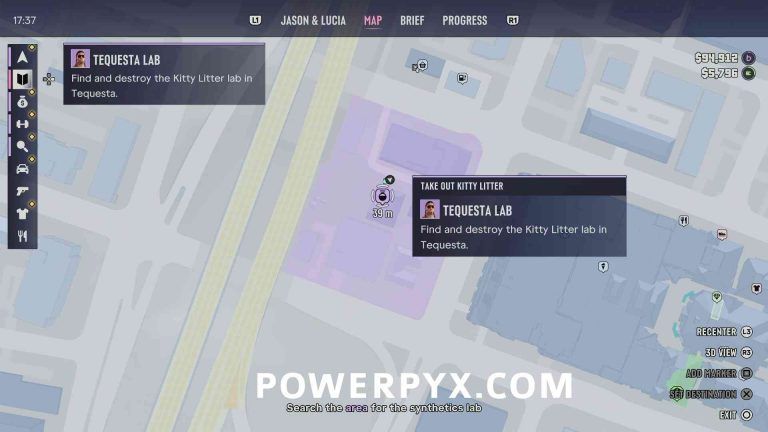 17:37
L1 JASON & LUCIA MAP BRIEF PROGRESS R1
$94,912
$5,796
TEQUESTA LAB
Find and destroy the Kitty Litter lab in
Tequesta.
39 m
TAKE OUT KITTY LITTER
TEQUESTA LAB
Find and destroy the Kitty Litter lab in
Tequesta.
RECENTER L3
3D VIEW R3
ADD MARKER
SET DESTINATION
EXIT
POWERPYX.COM
Search the area for the synthetics lab